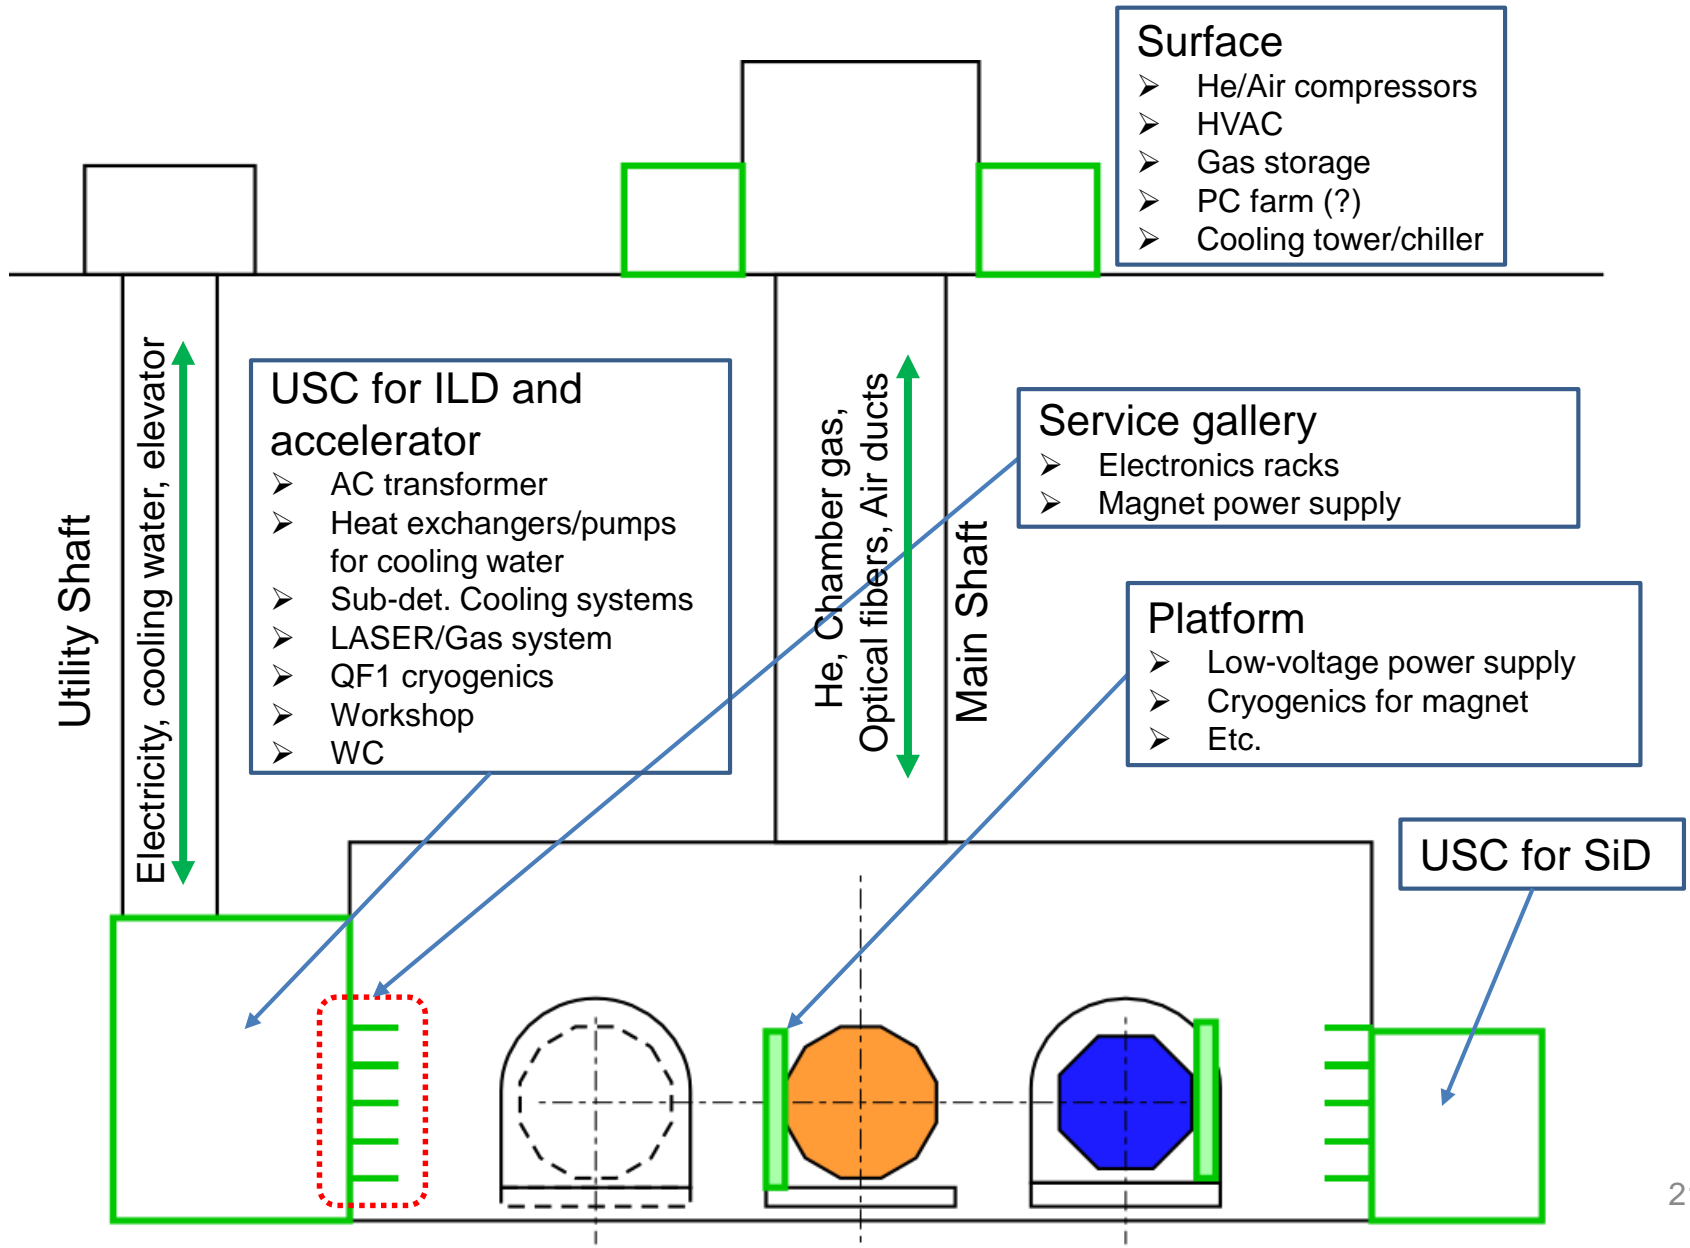 Surface
➢ He/Air compressors
➢ HVAC
➢ Gas storage
➢ PC farm (?)
➢ Cooling tower/chiller
Utility Shaft
Electricity, cooling water, elevator
USC for ILD and
accelerator
➢ AC transformer
➢ Heat exchangers/pumps
for cooling water
➢ Sub-det. Cooling systems
➢ LASER/Gas system
➢ QF1 cryogenics
➢ Workshop
➢ WC
He, Chamber gas,
Optical fibers, Air ducts
Main Shaft
Service gallery
➢ Electronics racks
➢ Magnet power supply
Platform
➢ Low-voltage power supply
➢ Cryogenics for magnet
➢ Etc.
USC for SiD